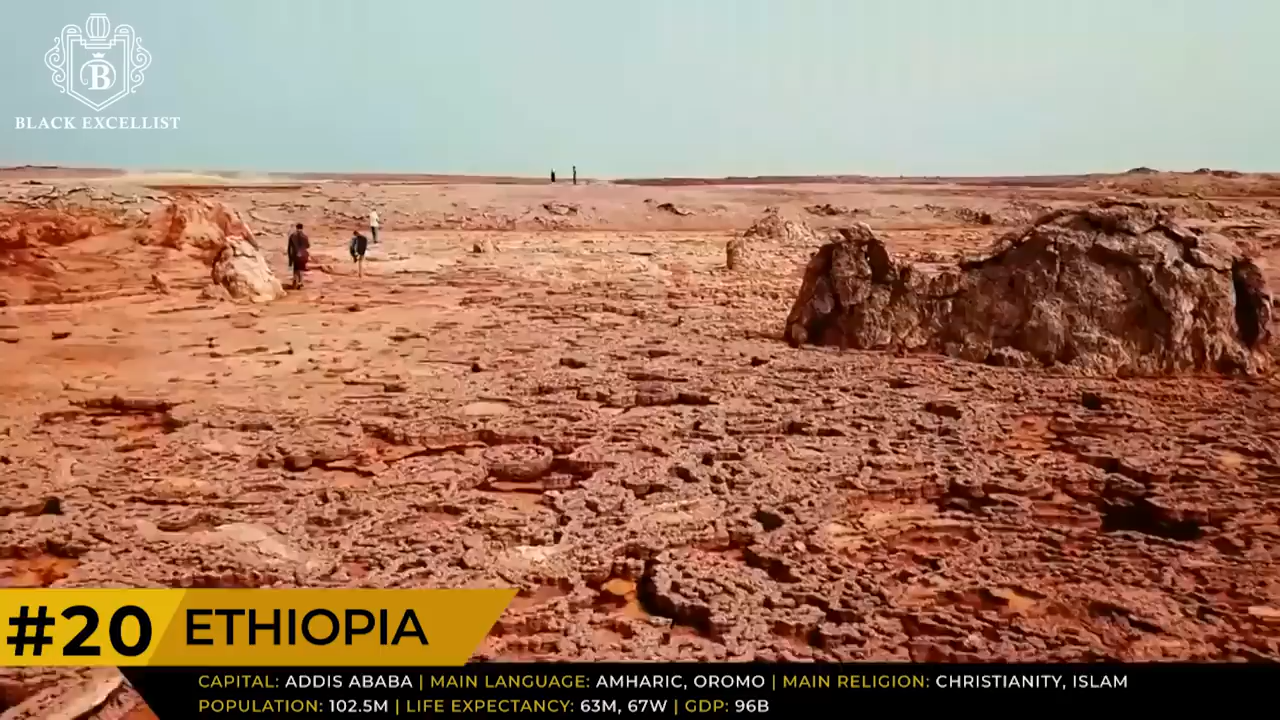 B
BLACK EXCELLIST
#20 ETHIOPIA
CAPITAL: ADDIS ABABA | MAIN LANGUAGE: AMHARIC, OROMO | MAIN RELIGION: CHRISTIANITY, ISLAM
POPULATION: 102.5M | LIFE EXPECTANCY: 63M, 67W | GDP: 96B